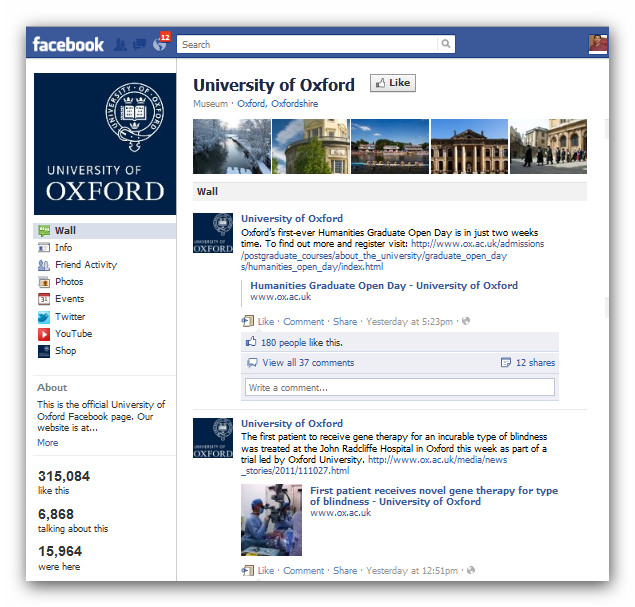 facebook
12
Search
UNIVERSITY OF
OXFORD
Wall
Info
Friend Activity
Photos
Events
Twitter
YouTube
Shop
About
This is the official University of
Oxford Facebook page. Our
website is at...
More
315,084
like this
6,868
talking about this
15,964
were here
University of Oxford
Like
Museum · Oxford, Oxfordshire
Wall
UNIVERSITY OF
OXFORD
University of Oxford
Oxford's first-ever Humanities Graduate Open Day is in just two weeks
time. To find out more and register visit: http://www.ox.ac.uk/admissions
/postgraduate_courses/about_the_university/graduate_open_day
s/humanities_open_day/index.html
Humanities Graduate Open Day - University of Oxford
www.ox.ac.uk
Like · Comment · Share · Yesterday at 5:23pm ·
180 people like this.
View all 37 comments
12 shares
Write a comment...
UNIVERSITY OF
OXFORD
University of Oxford
The first patient to receive gene therapy for an incurable type of blindness
was treated at the John Radcliffe Hospital in Oxford this week as part of a
trial led by Oxford University. http://www.ox.ac.uk/media/news
_stories/2011/111027.html
First patient receives novel gene therapy for type
of blindness - University of Oxford
www.ox.ac.uk
Like · Comment · Share · Yesterday at 12:51pm ·